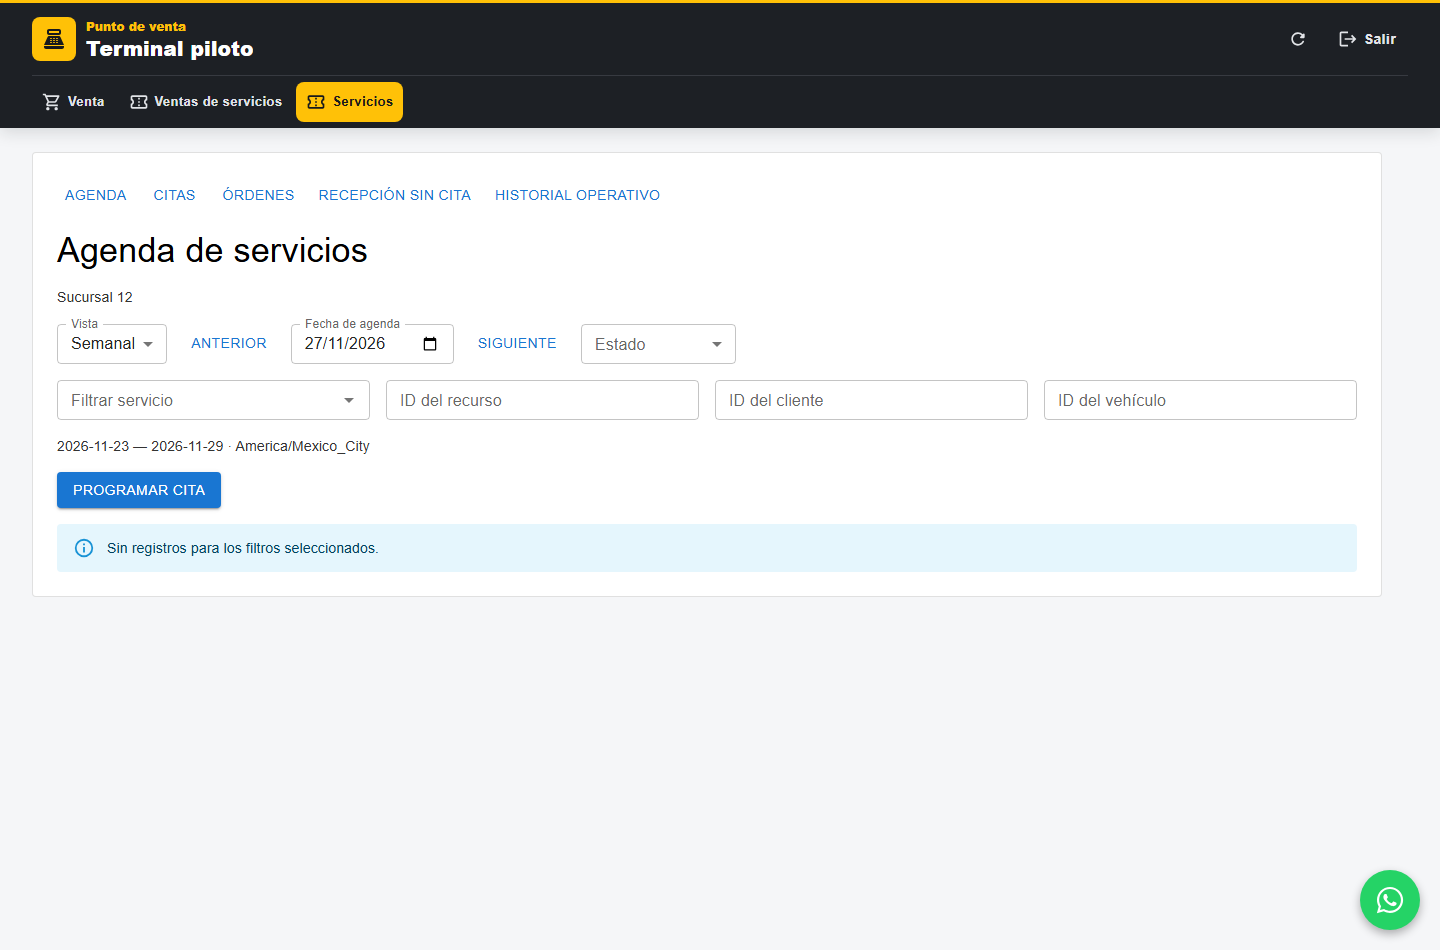 Punto de venta
Terminal piloto
Salir
Venta
Ventas de servicios
Servicios
AGENDA
CITAS
ÓRDENES
RECEPCIÓN SIN CITA
HISTORIAL OPERATIVO
Agenda de servicios
Sucursal 12
Vista
Semanal
ANTERIOR
Fecha de agenda
27/11/2026
SIGUIENTE
Estado
Filtrar servicio
ID del recurso
ID del cliente
ID del vehículo
2026-11-23 — 2026-11-29 · America/Mexico_City
PROGRAMAR CITA
Sin registros para los filtros seleccionados.